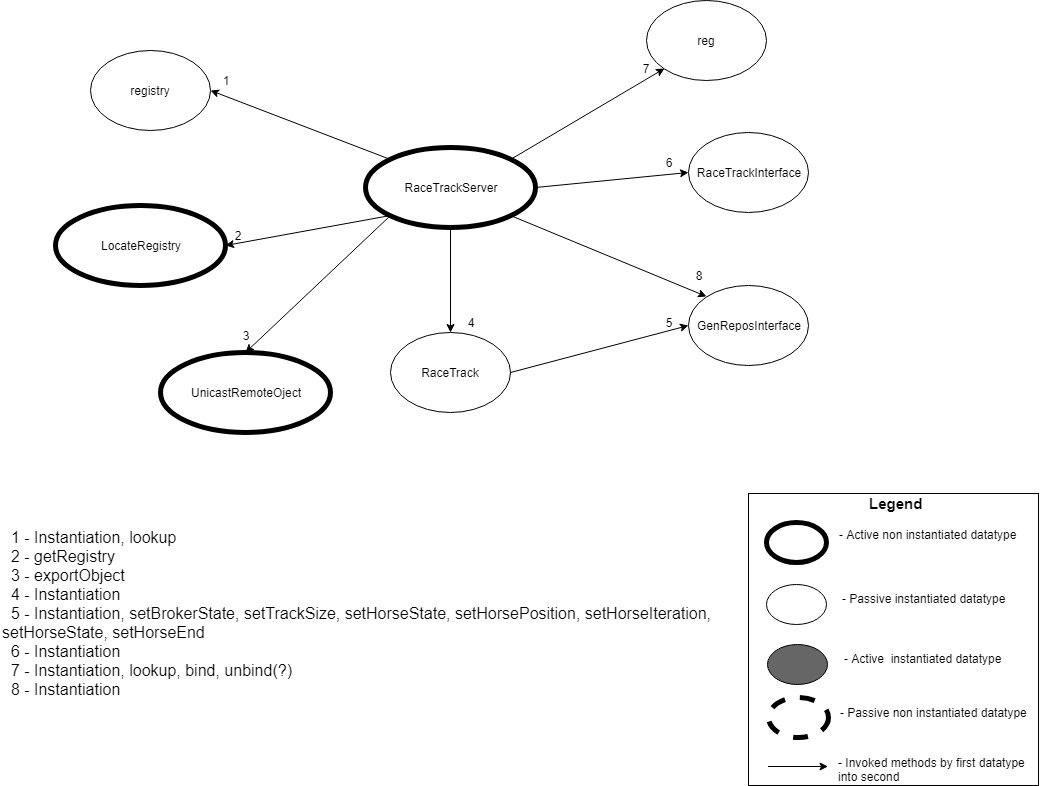 reg
7
1
registry
6
RaceTrackInterface
RaceTrackServer
2
LocateRegistry
8
3
4
5
GenReposInterface
RaceTrack
UnicastRemoteOject
1 - Instantiation, lookup
2 - getRegistry
3 - exportObject
4 - Instantiation
5 - Instantiation, setBrokerState, setTrackSize, setHorseState, setHorsePosition, setHorseIteration,
setHorseState, setHorseEnd
6 - Instantiation
7 - Instantiation, lookup, bind, unbind(?)
8 - Instantiation
Legend
- Active non instantiated datatype
- Passive instantiated datatype
- Active instantiated datatype
- Passive non instantiated datatype
- Invoked methods by first datatype
into second